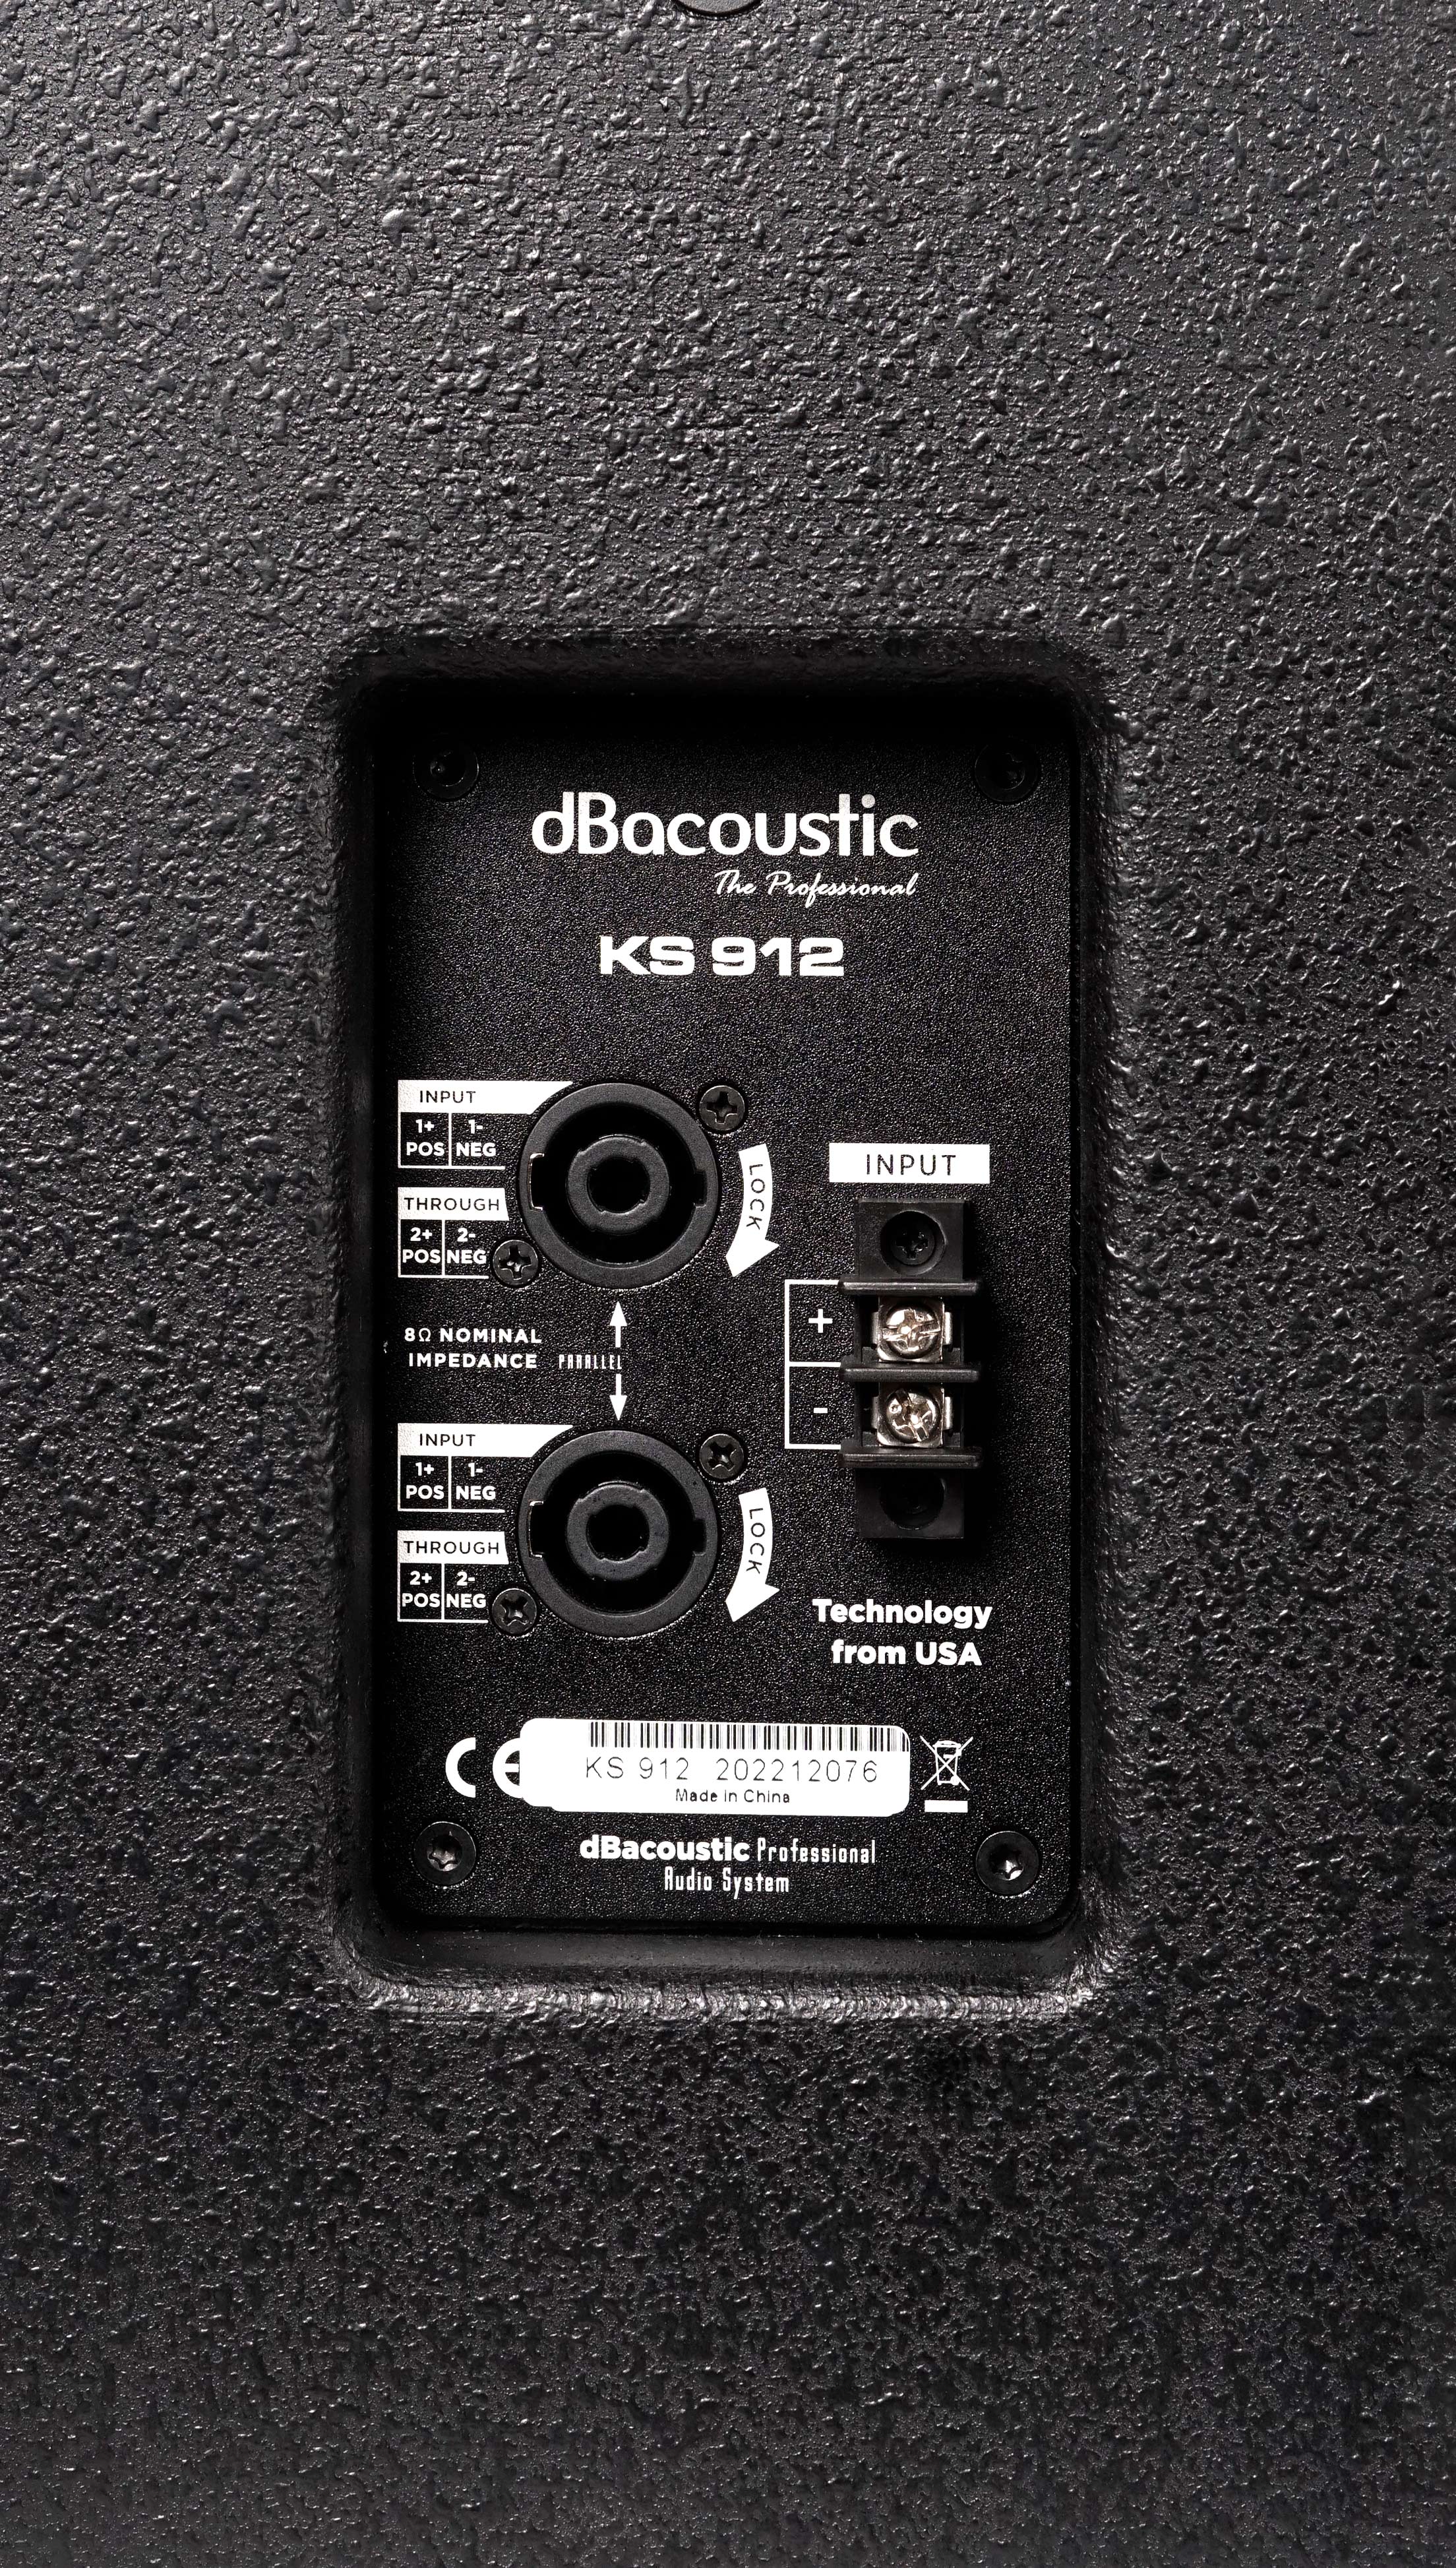 dBacoustic
The Professional
KS 912
INPUT
1+ 1-
POS NEG
THROUGH
2+ 2-
POS NEG
LOCK
8Ω NOMINAL
IMPEDANCE PARALLEL
INPUT
1+ 1-
POS NEG
THROUGH
2+ 2-
POS NEG
LOCK
INPUT
+
-
Technology
from USA
CE
KS 912 202212076
Made in China
dBacoustic Professional
Audio System